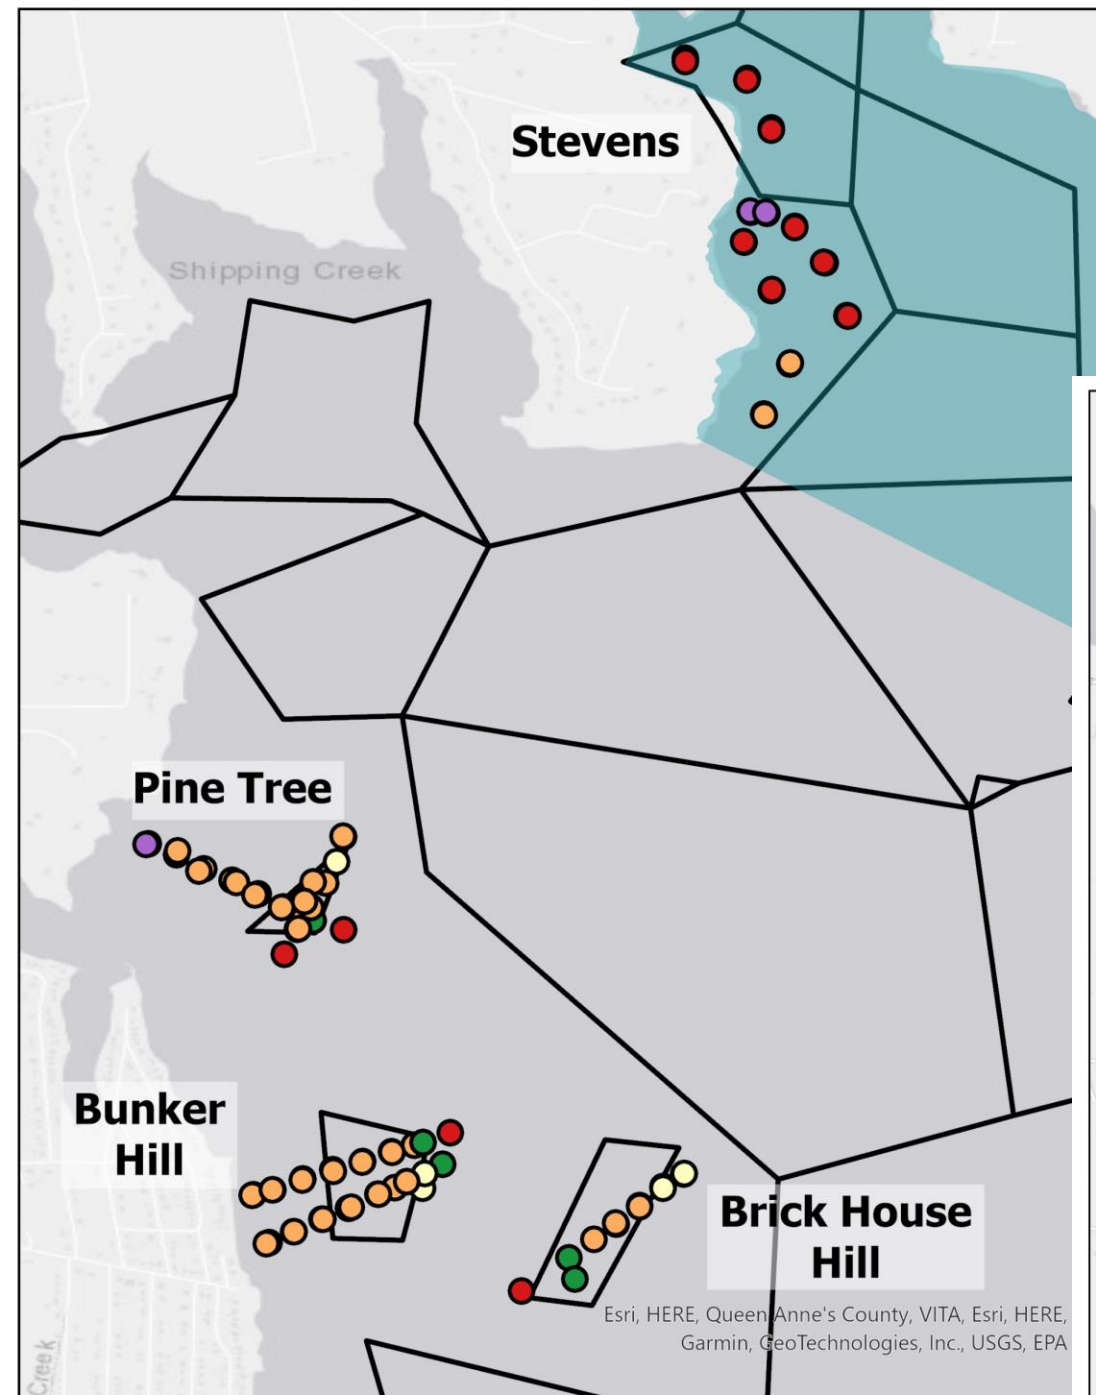 Stevens
Shipping Creek
Pine Tree
Bunker
Hill
Brick House
Hill
Esri, HERE, Queen Anne's County, VITA, Esri, HERE,
Garmin, GeoTechnologies, Inc., USGS, EPA
Creek